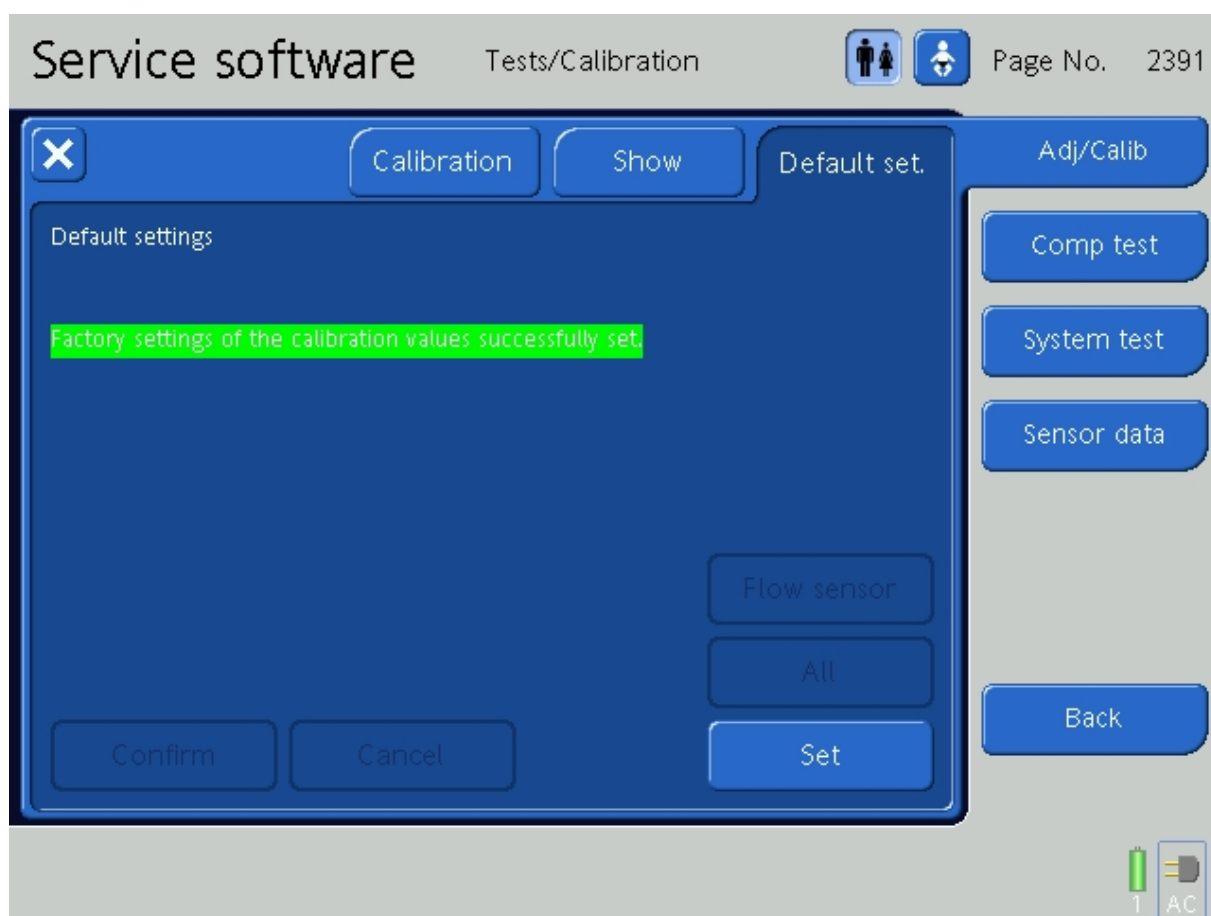 Service software Tests/Calibration Page No. 2391
Calibration Show Default set. Adj/Calib
Default settings
Comp test
Factory settings of the calibration values successfully set.
System test
Sensor data
Flow sensor
All
Back
Confirm Cancel Set
1 AC